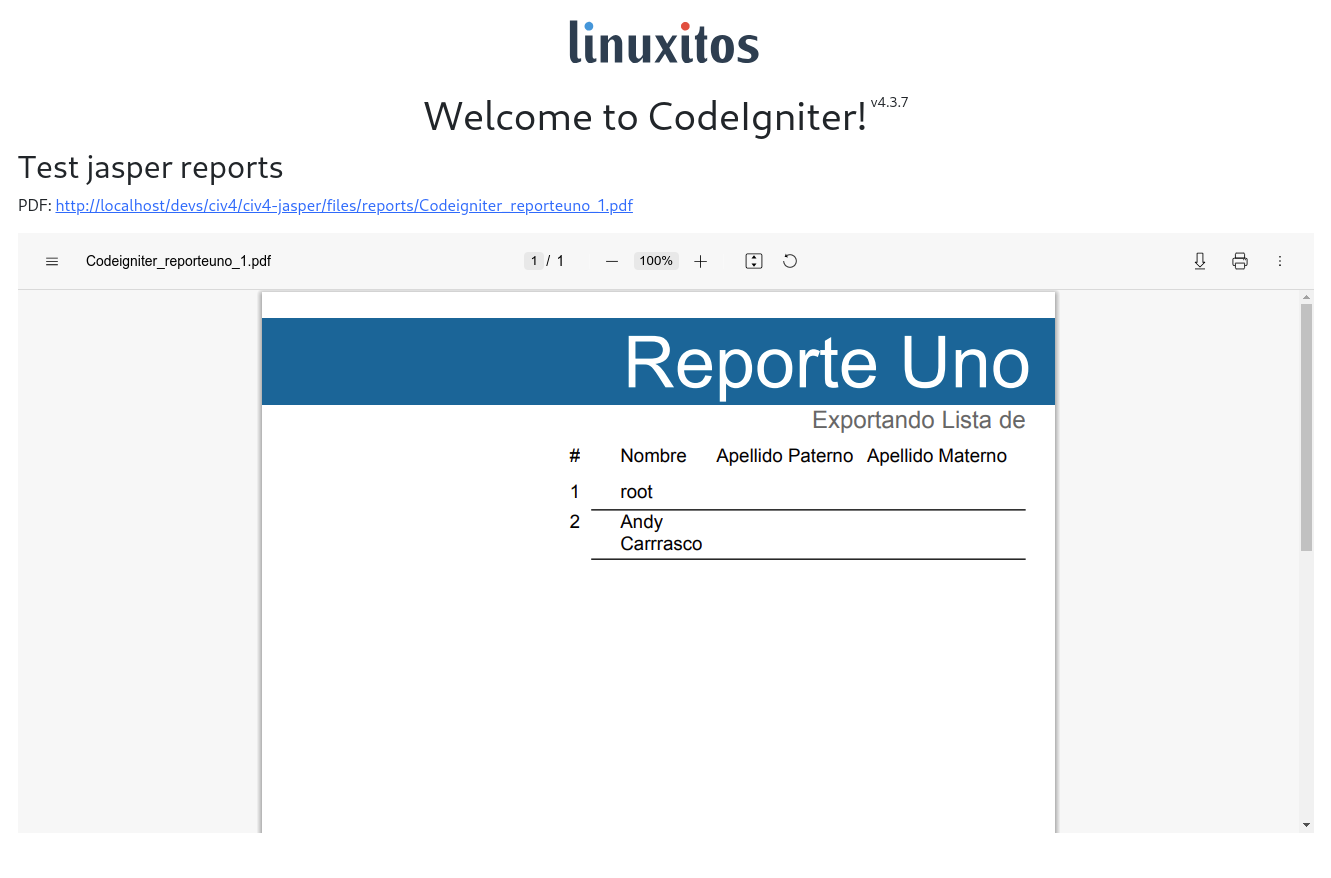 linuxitos
Welcome to CodeIgniter! v4.3.7
Test jasper reports
PDF: http://localhost/devs/civ4/civ4-jasper/files/reports/Codeigniter_reporteuno_1.pdf
Codeigniter_reporteuno_1.pdf 1 / 1 100%
Reporte Uno
Exportando Lista de
# Nombre Apellido Paterno Apellido Materno
1 root
2 Andy
Carrrasco